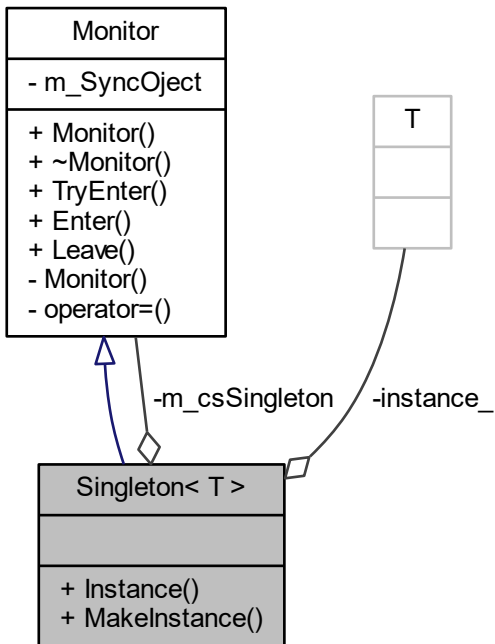 Monitor
- m_SyncOject
+ Monitor()
+ ~Monitor()
+ TryEnter()
+ Enter()
+ Leave()
- Monitor()
- operator=()
T
-m_csSingleton
-instance_
Singleton< T >
+ Instance()
+ MakeInstance()